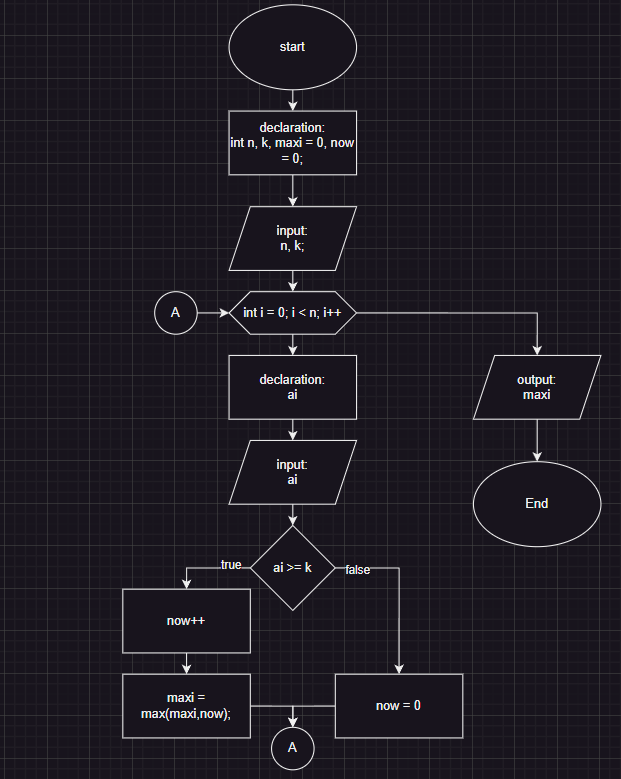 start
declaration:
int n, k, maxi = 0, now
= 0;
input:
n, k;
A
int i = 0; i < n; i++
declaration:
ai
output:
maxi
input:
ai
End
ai >= k
true
false
now++
maxi =
max(maxi,now);
now = 0
A